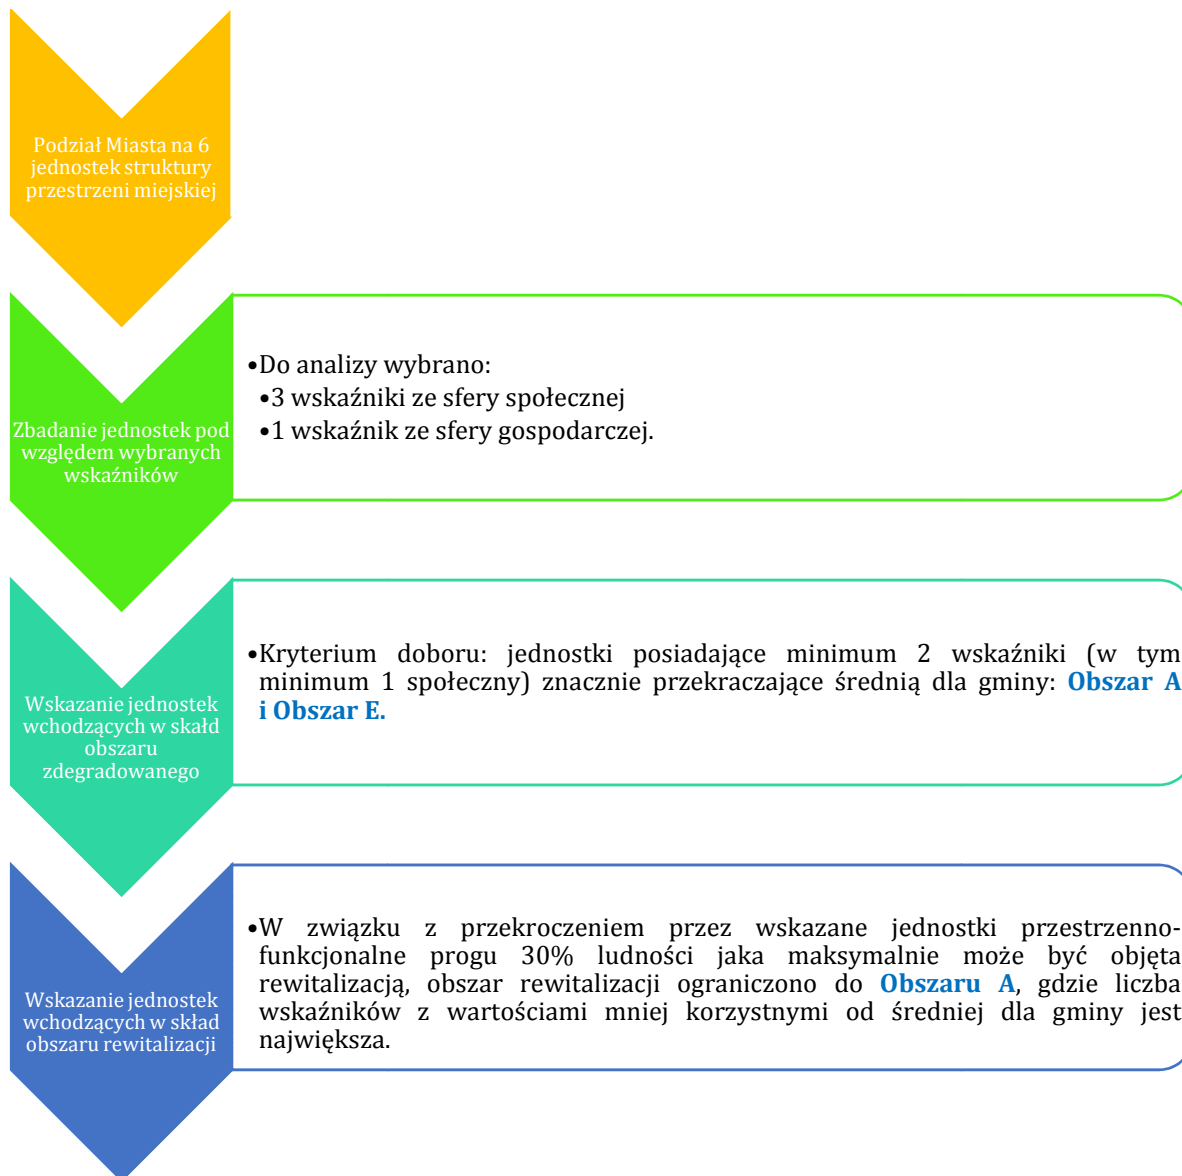 Podział Miasta na 6
jednostek struktury
przestrzeni miejskiej
Zbadanie jednostek pod
względem wybranych
wskaźników
•Do analizy wybrano:
•3 wskaźniki ze sfery społecznej
•1 wskaźnik ze sfery gospodarczej.
Wskazanie jednostek
wchodzących w skałd
obszaru
zdegradowanego
•Kryterium doboru: jednostki posiadające minimum 2 wskaźniki (w tym
minimum 1 społeczny) znacznie przekraczające średnią dla gminy: Obszar A
i Obszar E.
Wskazanie jednostek
wchodzących w skład
obszaru rewitalizacji
•W związku z przekroczeniem przez wskazane jednostki przestrzenno-
funkcjonalne progu 30% ludności jaka maksymalnie może być objęta
rewitalizacją, obszar rewitalizacji ograniczono do Obszaru A, gdzie liczba
wskaźników z wartościami mniej korzystnymi od średniej dla gminy jest
największa.